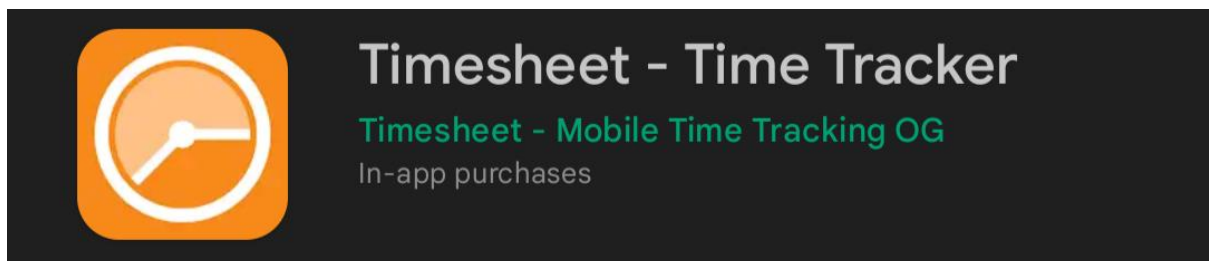 Timesheet - Time Tracker
Timesheet - Mobile Time Tracking OG
In-app purchases